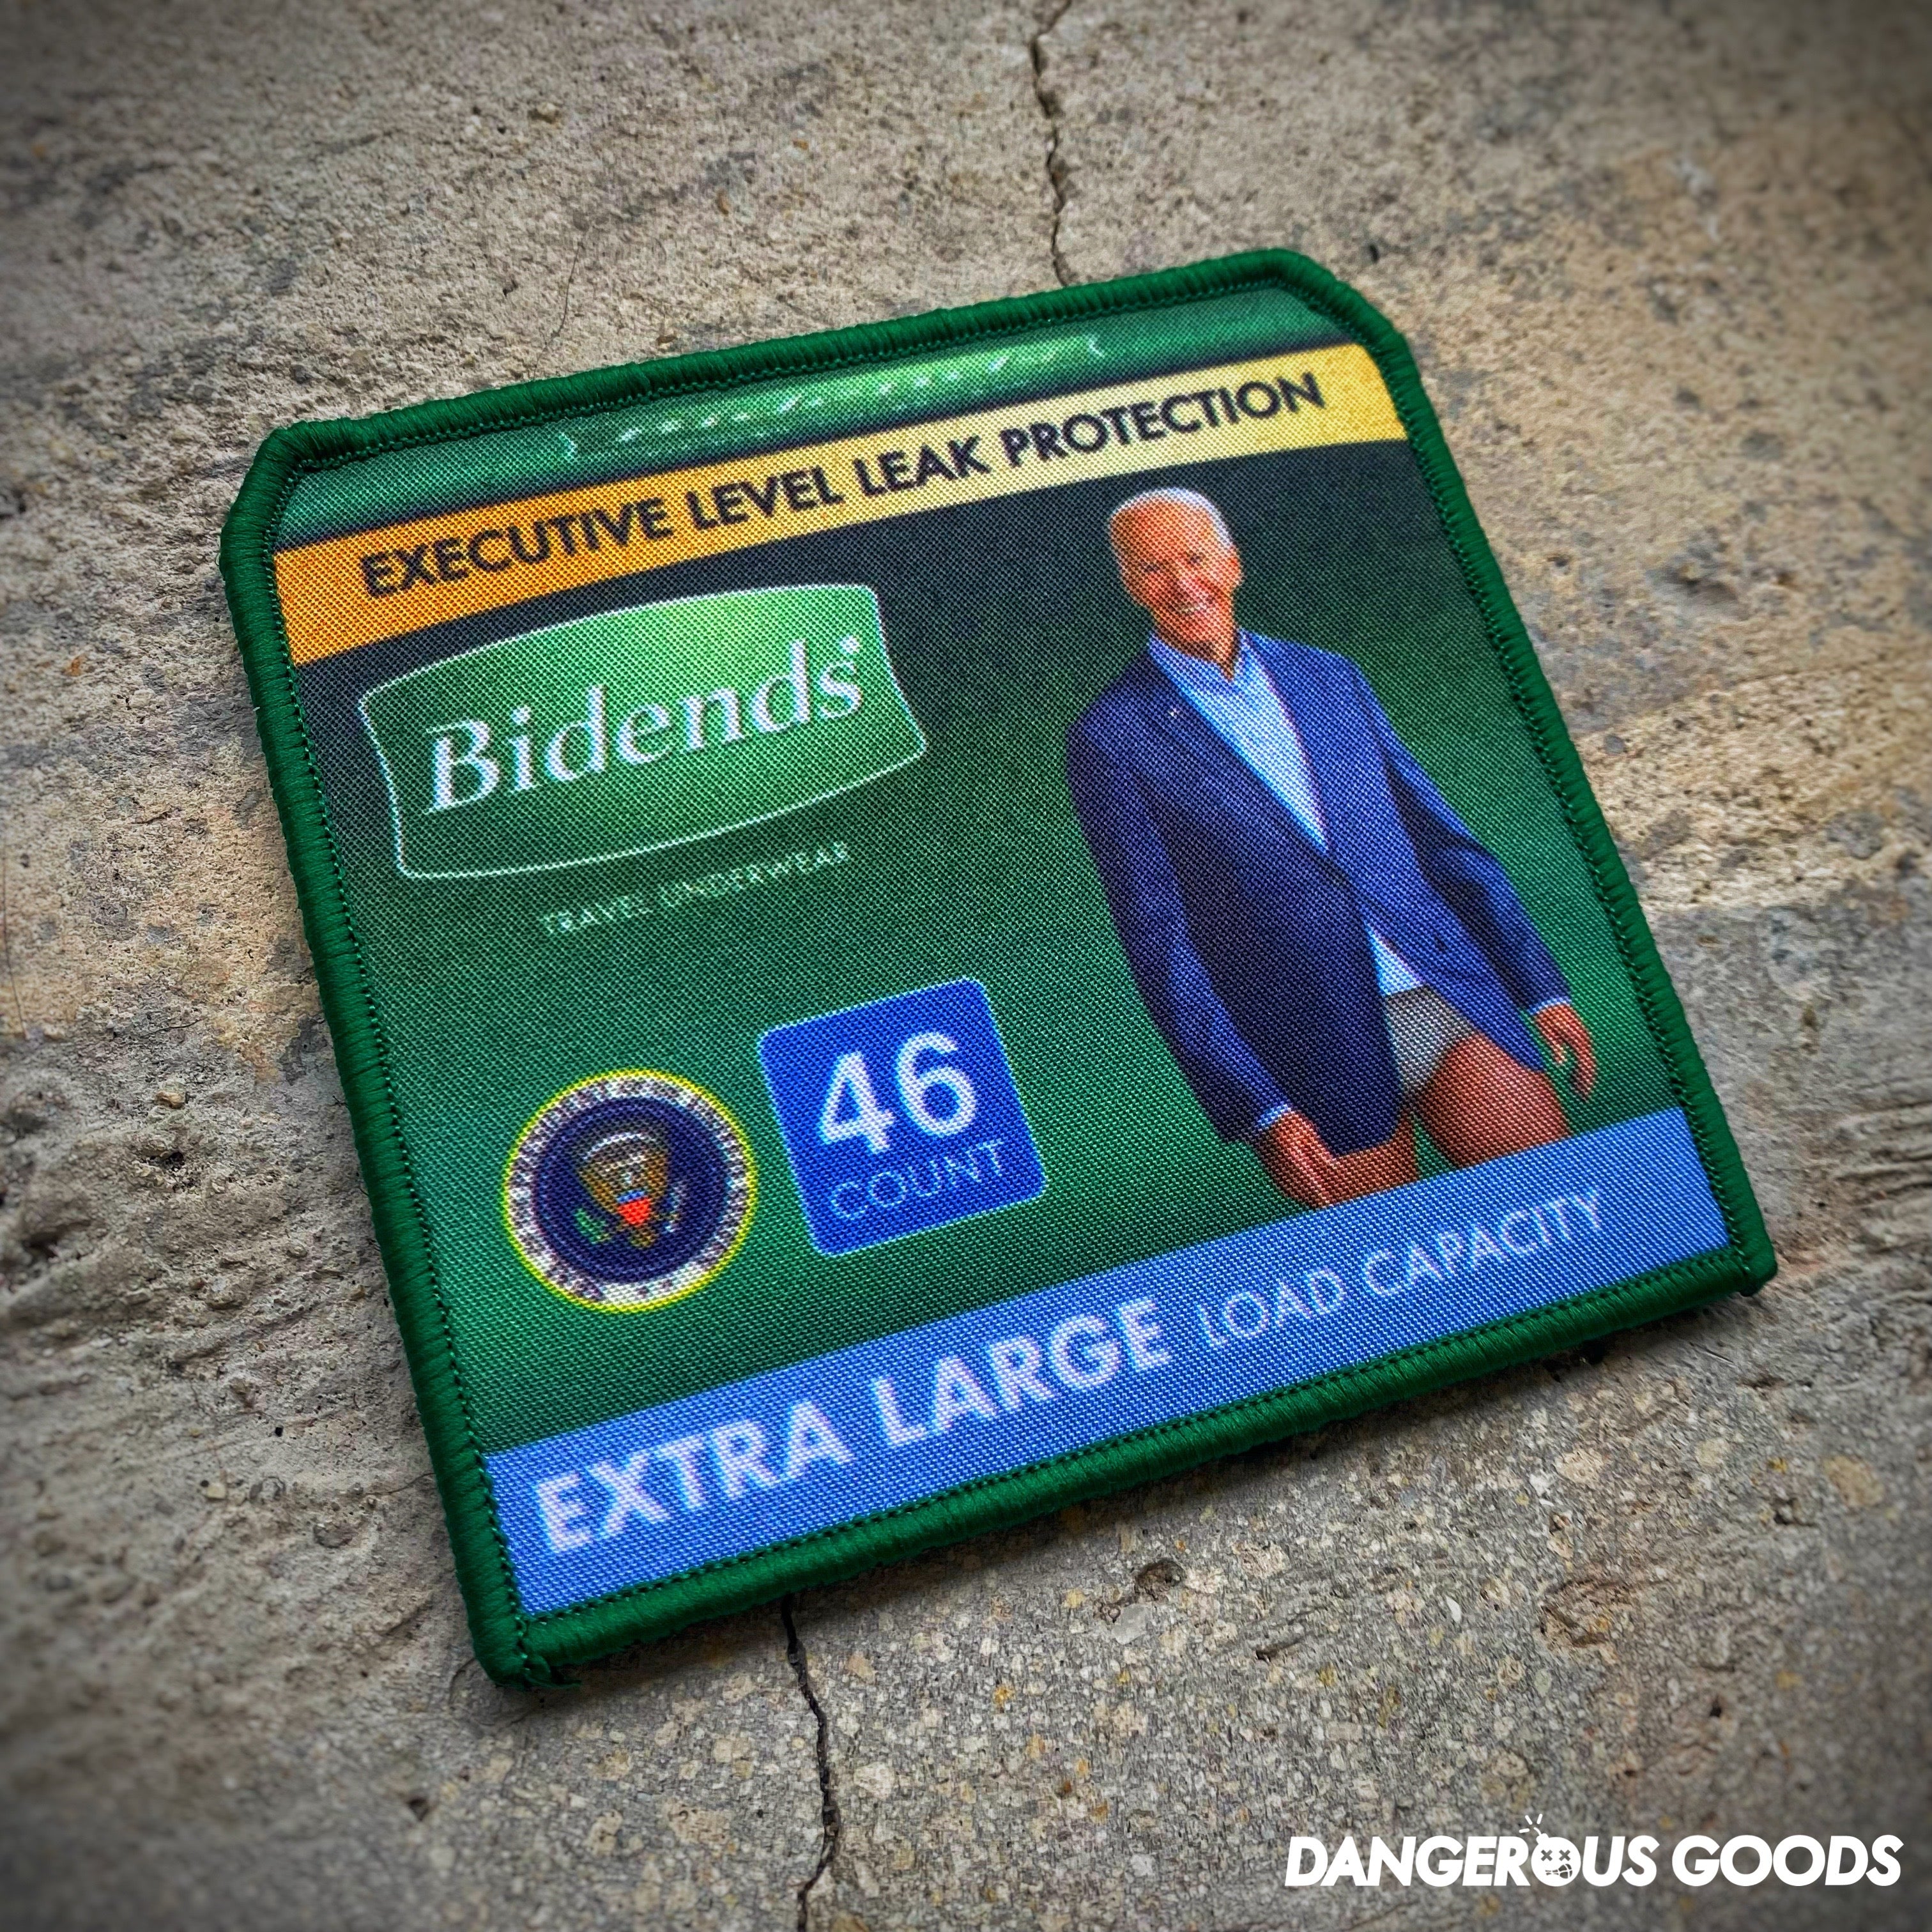 EXECUTIVE LEVEL LEAK PROTECTION
Bidends
TRAVEL UNDERWEAR
46
COUNT
EXTRA LARGE LOAD CAPACITY
DANGEROUS GOODS